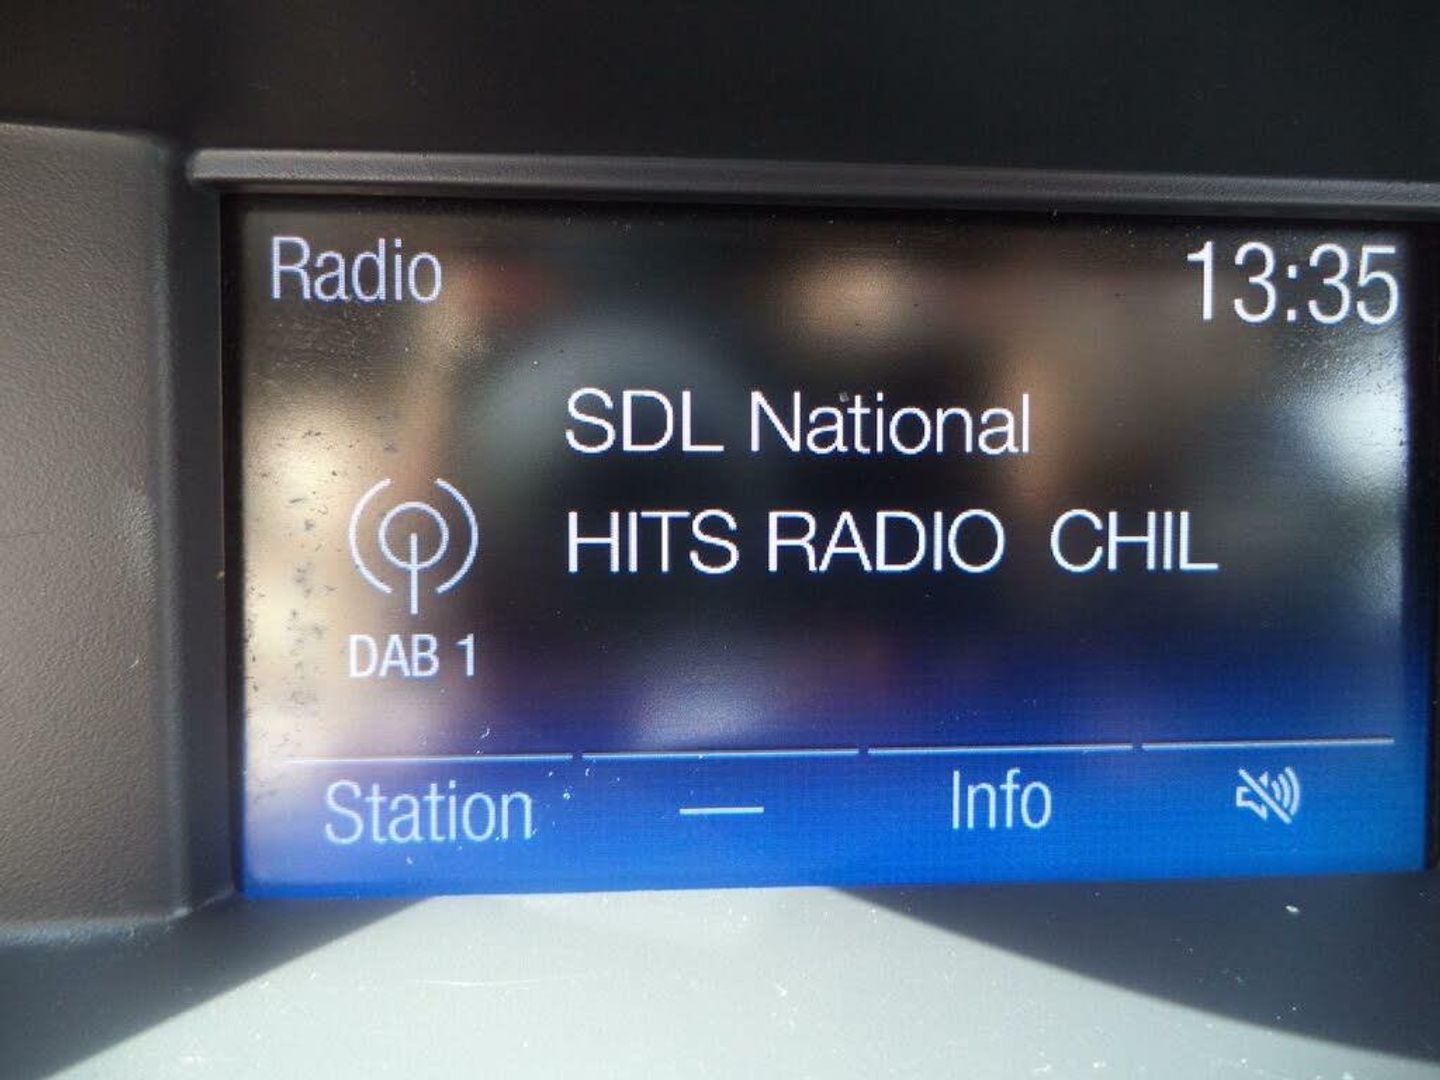 Radio
13:35
SDL National
HITS RADIO  CHIL
DAB 1
Station
Info